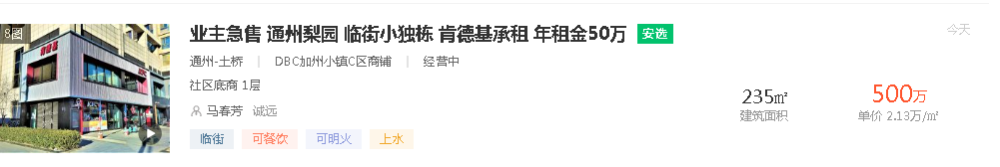 8图
业主急售 通州梨园 临街小独栋 肯德基承租 年租金50万 安选
今天
通州-土桥 | DBC加州小镇C区商铺 | 经营中
社区底商 1层
235㎡
建筑面积
500万
单价 2.13万/㎡
马春芳 诚远
临街 可餐饮 可明火 上水